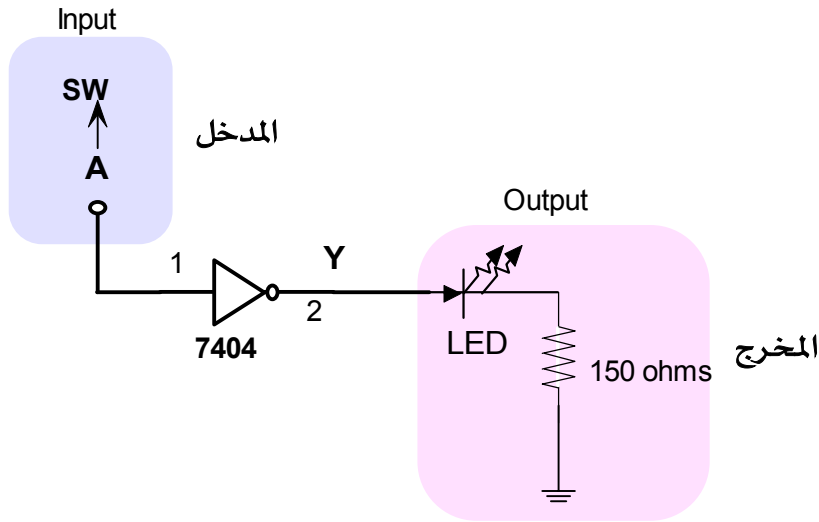 Input
SW
المدخل
A
Output
1
Y
2
7404
LED
150 ohms
المخرج